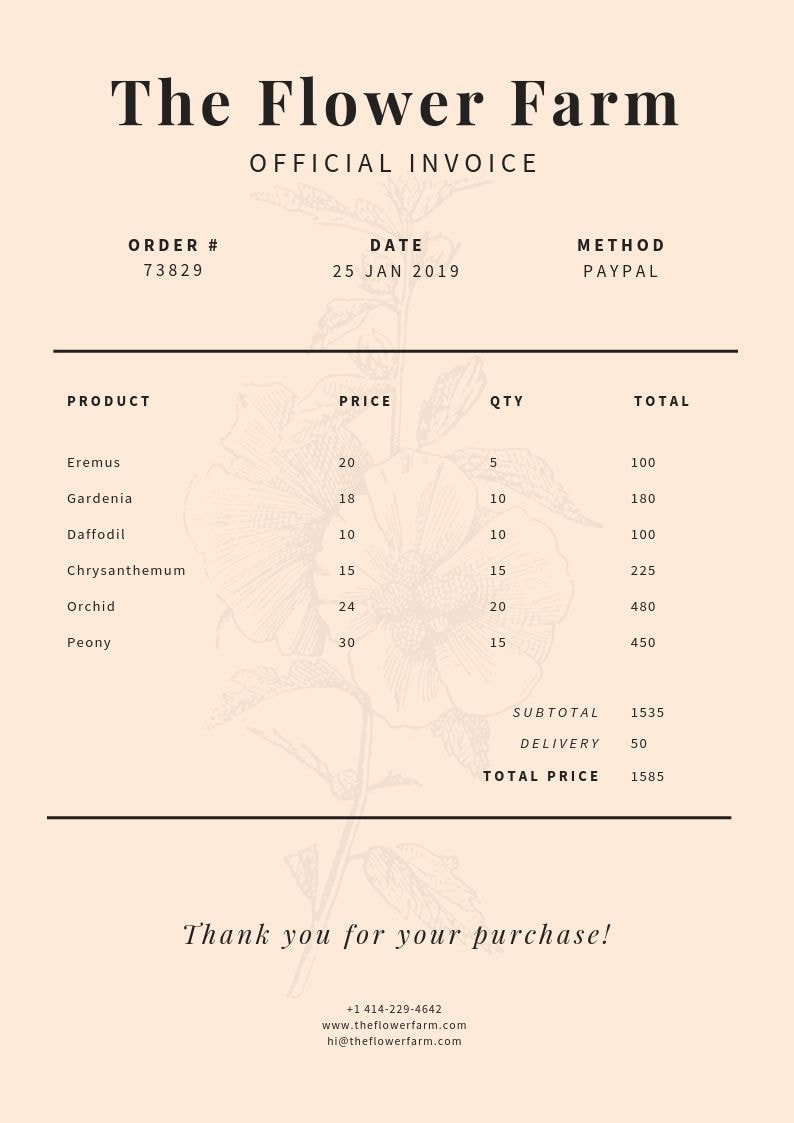 The Flower Farm
OFFICIAL INVOICE
ORDER # DATE METHOD
73829 25 JAN 2019 PAYPAL
PRODUCT PRICE QTY TOTAL
Eremus 20 5 100
Gardenia 18 10 180
Daffodil 10 10 100
Chrysanthemum 15 15 225
Orchid 24 20 480
Peony 30 15 450
SUBTOTAL 1535
DELIVERY 50
TOTAL PRICE 1585
Thank you for your purchase!
+1 414-229-4642
www.theflowerfarm.com
hi@theflowerfarm.com